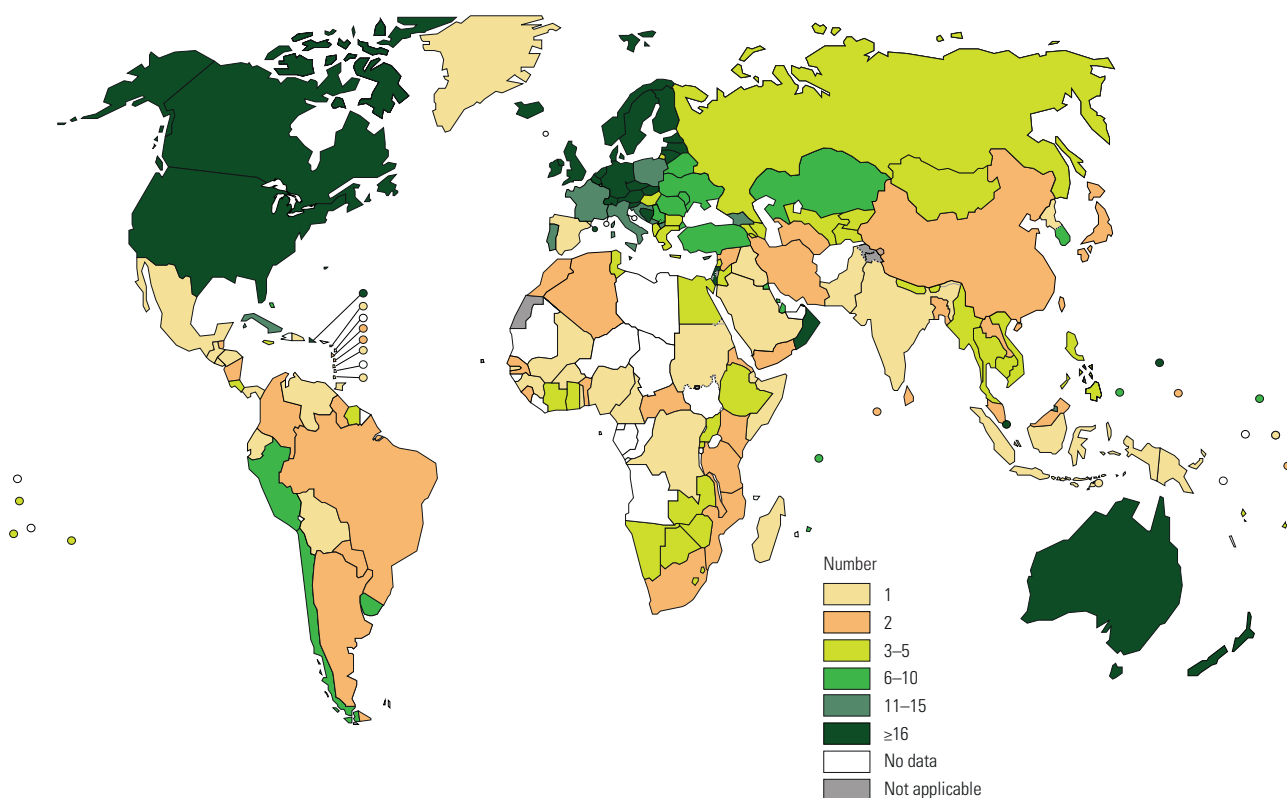 Number
1
2
3–5
6–10
11–15
≥16
No data
Not applicable